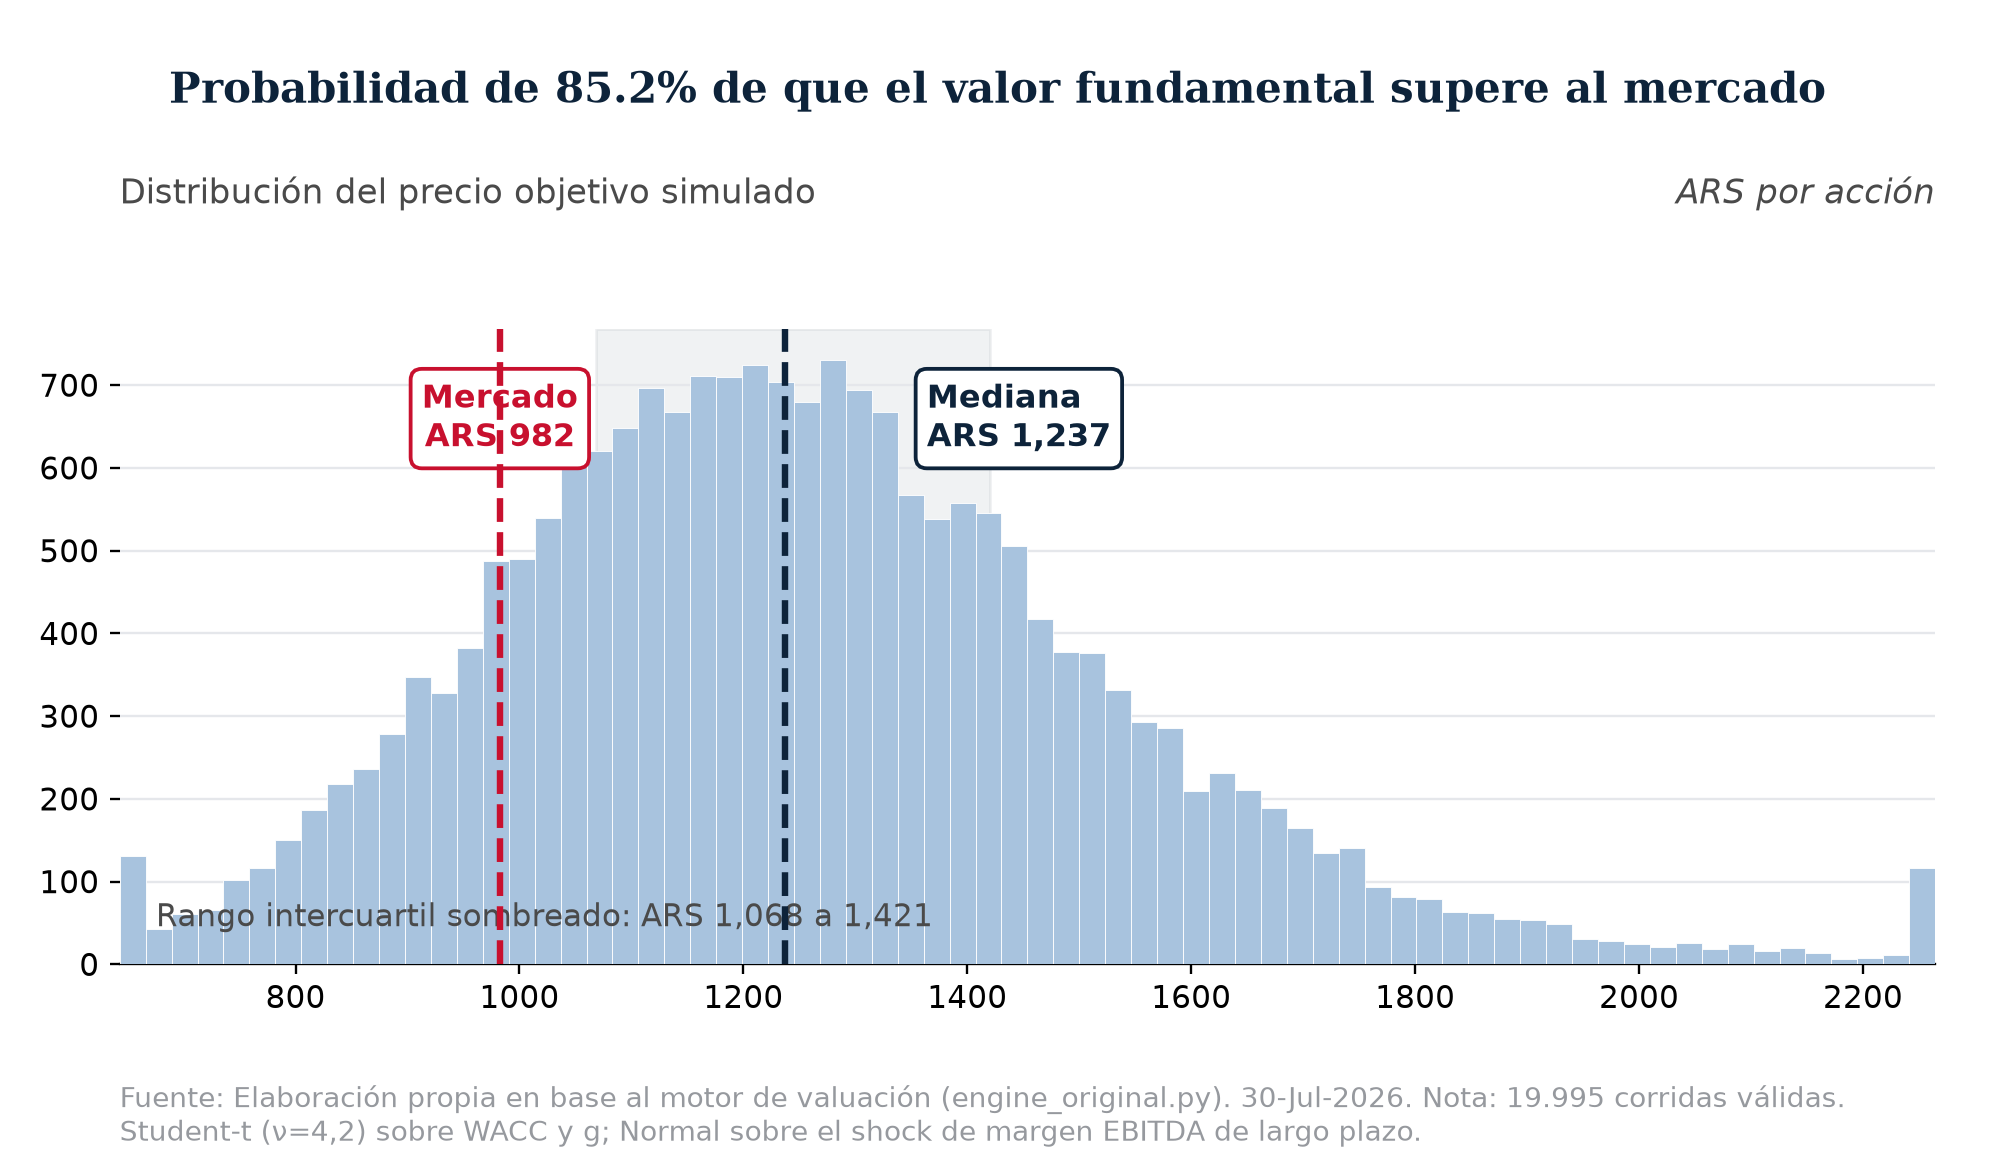 Probabilidad de 85.2% de que el valor fundamental supere al mercado
Distribución del precio objetivo simulado
ARS por acción
Mercado
ARS 982
Mediana
ARS 1,237
700
600
500
400
300
200
100
0
Rango intercuartil sombreado: ARS 1,068 a 1,421
800 1000 1200 1400 1600 1800 2000 2200
Fuente: Elaboración propia en base al motor de valuación (engine_original.py). 30-Jul-2026. Nota: 19.995 corridas válidas.
Student-t (ν=4,2) sobre WACC y g; Normal sobre el shock de margen EBITDA de largo plazo.